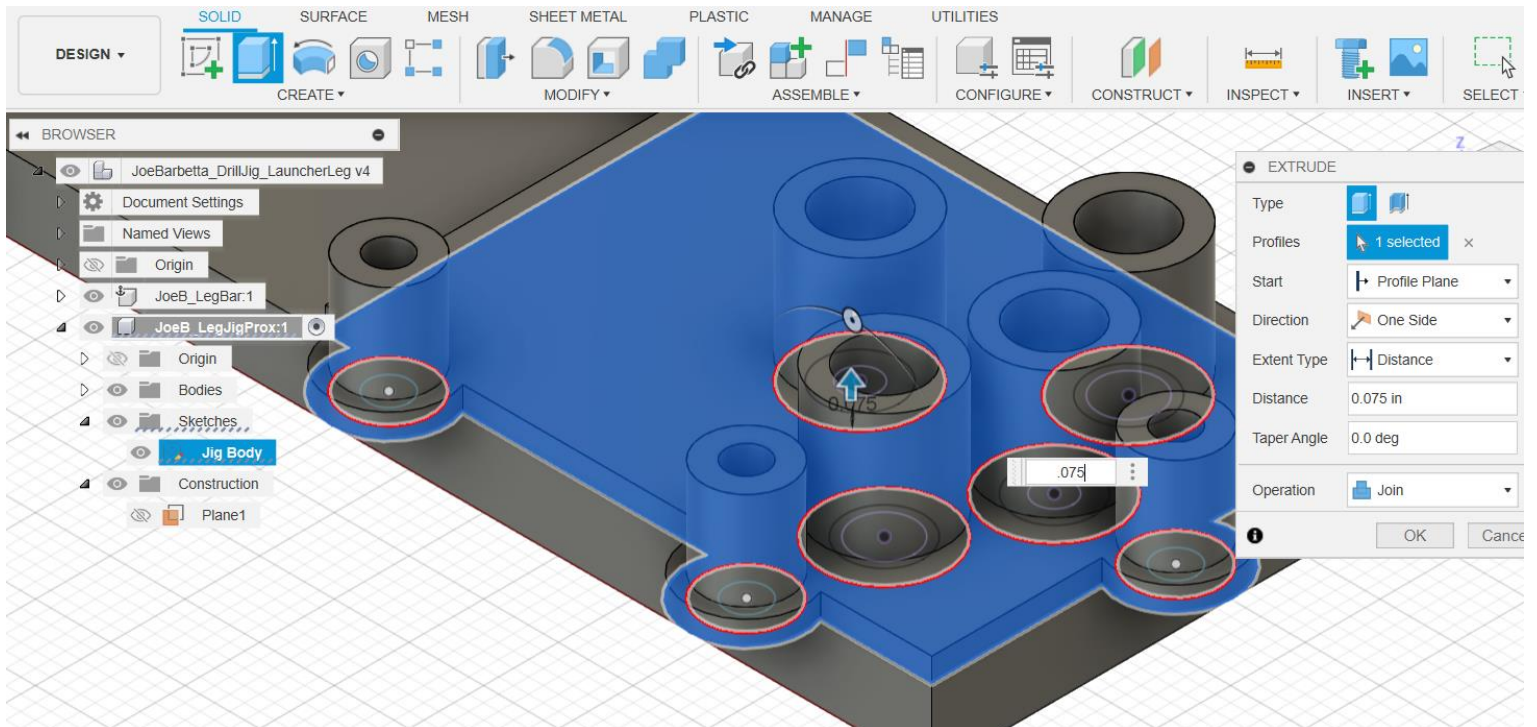 SOLID SURFACE MESH SHEET METAL PLASTIC MANAGE UTILITIES
DESIGN
CREATE MODIFY ASSEMBLE CONFIGURE CONSTRUCT INSPECT INSERT SELECT
BROWSER
JoeBarbetta_DrillJig_LauncherLeg v4
Document Settings
Named Views
Origin
JoeB_LegBar:1
JoeB_LegJigProx:1
Origin
Bodies
Sketches
Jig Body
Construction
Plane1
0.075
.075
Z
EXTRUDE
Type
Profiles 1 selected
Start Profile Plane
Direction One Side
Extent Type Distance
Distance 0.075 in
Taper Angle 0.0 deg
Operation Join
OK Cance